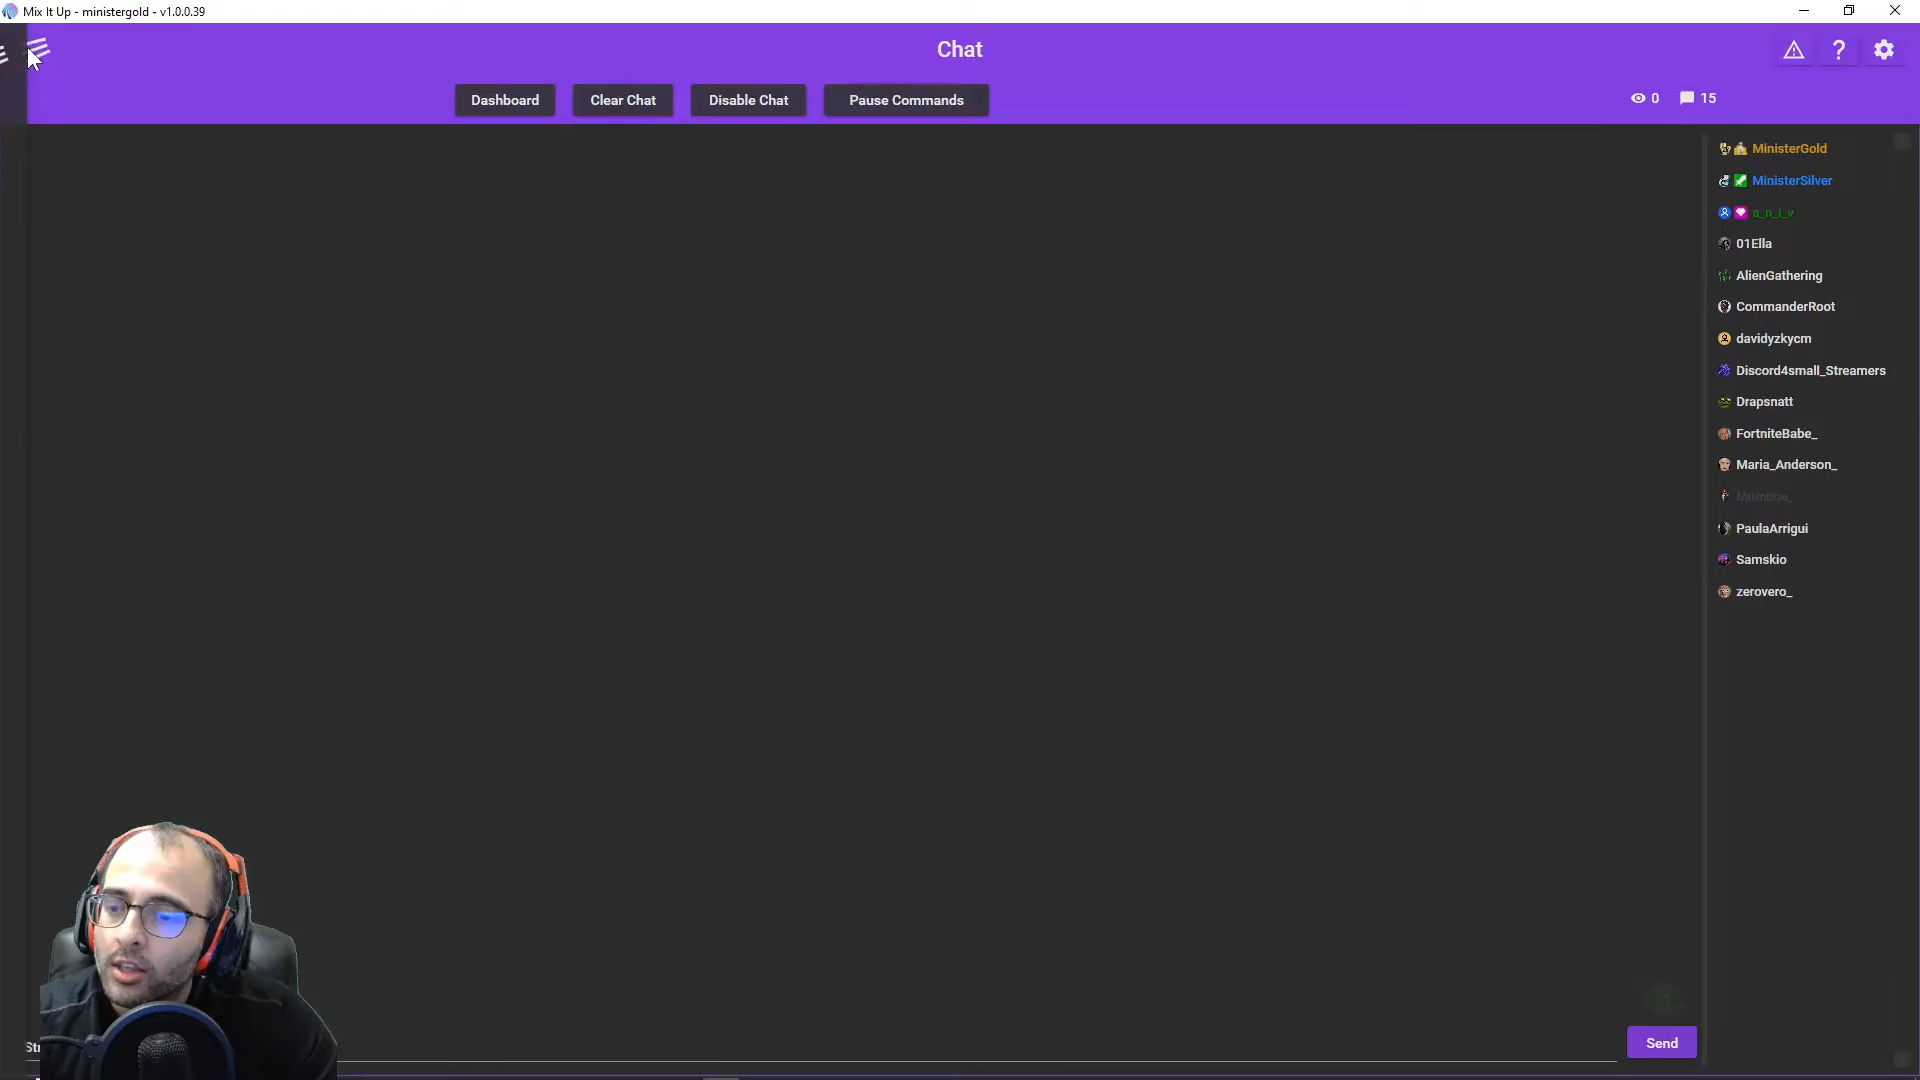 Mix It Up - ministergold - v1.0.0.39
Chat
Dashboard
Clear Chat
Disable Chat
Pause Commands
0
15
MinisterGold
MinisterSilver
a_n_i_v
01Ella
AlienGathering
CommanderRoot
davidyzkycm
Discord4small_Streamers
Drapsnatt
FortniteBabe_
Maria_Anderson_
PaulaArrigui
Samskio
zerovero_
Send